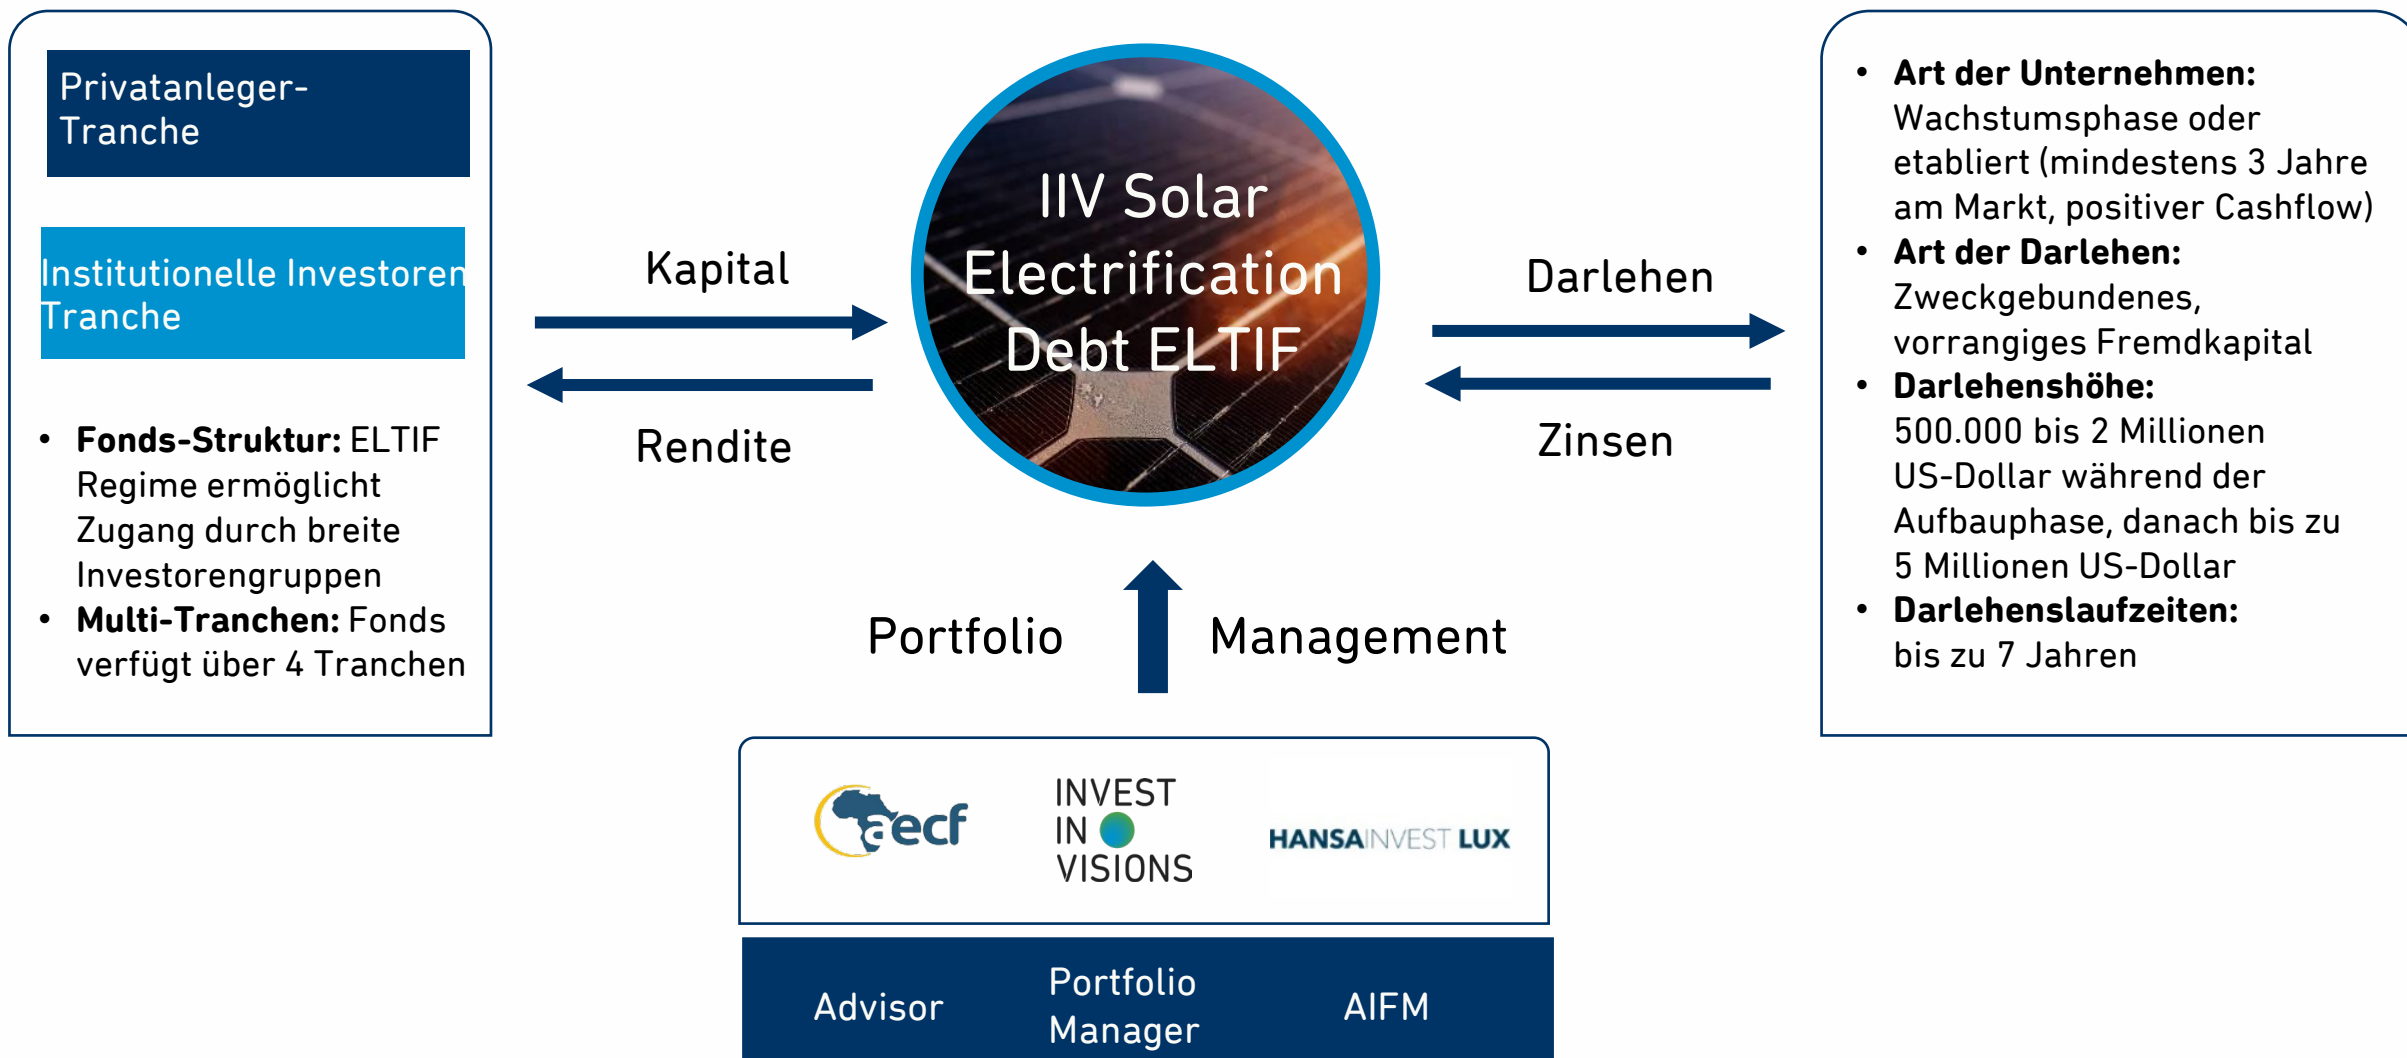 Privatanleger-
Tranche
Institutionelle Investoren
Tranche
• Fonds-Struktur: ELTIF
Regime ermöglicht
Zugang durch breite
Investorengruppen
• Multi-Tranchen: Fonds
verfügt über 4 Tranchen
Kapital
Rendite
IIV Solar
Electrification
Debt ELTIF
Darlehen
Zinsen
• Art der Unternehmen:
Wachstumsphase oder
etabliert (mindestens 3 Jahre
am Markt, positiver Cashflow)
• Art der Darlehen:
Zweckgebundenes,
vorrangiges Fremdkapital
• Darlehenshöhe:
500.000 bis 2 Millionen
US-Dollar während der
Aufbauphase, danach bis zu
5 Millionen US-Dollar
• Darlehenslaufzeiten:
bis zu 7 Jahren
Portfolio Management
aecf
INVEST
IN
VISIONS
HANSAINVEST LUX
Advisor
Portfolio
Manager
AIFM